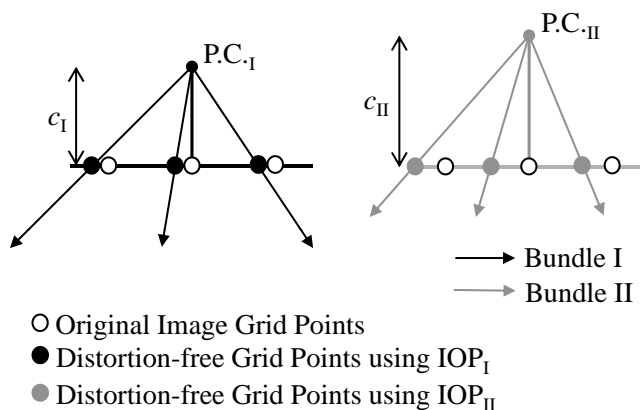 P.C.I
P.C.II
cI
cII
Bundle I
Bundle II
Original Image Grid Points
Distortion-free Grid Points using IOPI
Distortion-free Grid Points using IOPII